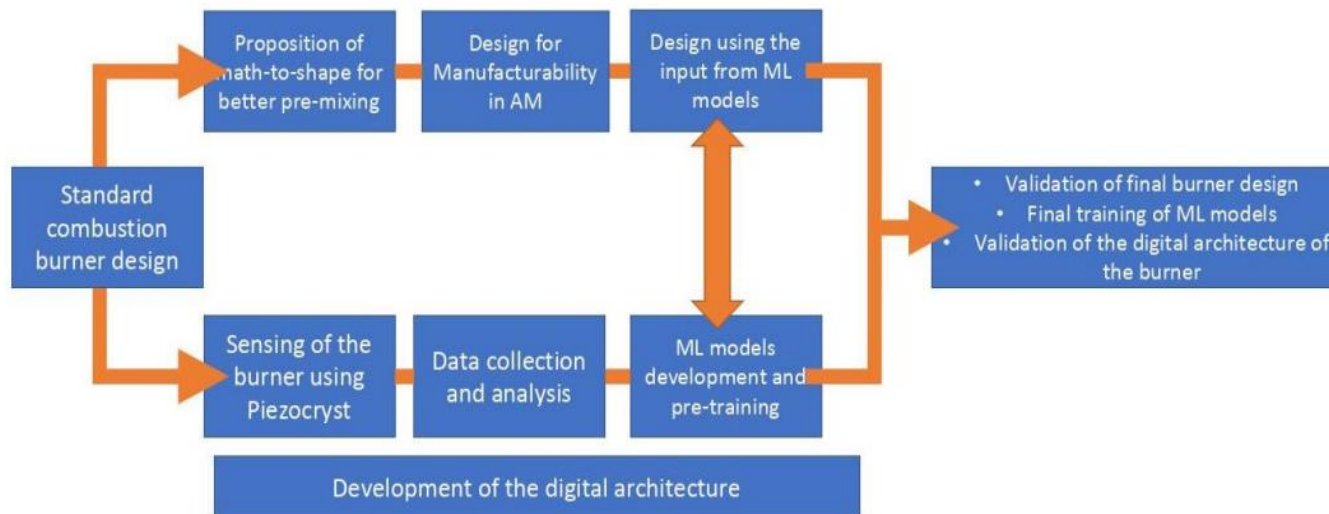 Proposition of
math-to-shape for
better pre-mixing
Design for
Manufacturability
in AM
Design using the
input from ML
models
Standard
combustion
burner design
• Validation of final burner design
• Final training of ML models
• Validation of the digital architecture of
the burner
Sensing of the
burner using
Piezocryst
Data collection
and analysis
ML models
development and
pre-training
Development of the digital architecture